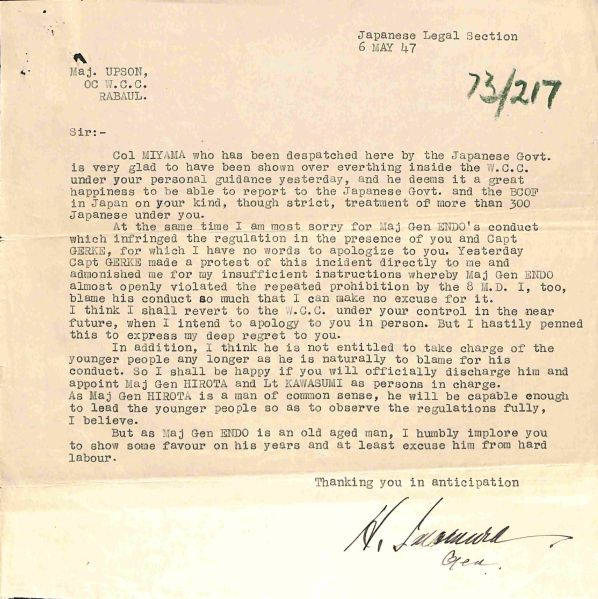 Japanese Legal Section
6 MAY 47
Maj. UPSON,
OC W.C.C.
RABAUL.
73/217
Sir:-
Col MIYAMA who has been despatched here by the Japanese Govt.
is very glad to have been shown over everthing inside the W.C.C.
under your personal guidance yesterday, and he deems it a great
happiness to be able to report to the Japanese Govt. and the BCOF
in Japan on your kind, though strict, treatment of more than 300
Japanese under you.
At the same time I am most sorry for Maj Gen ENDO's conduct
which infringed the regulation in the presence of you and Capt
GERKE, for which I have no words to apologize to you. Yesterday
Capt GERKE made a protest of this incident directly to me and
admonished me for my insufficient instructions whereby Maj Gen ENDO
almost openly violated the repeated prohibition by the 8 M.D. I, too,
blame his conduct so much that I can make no excuse for it.
I think I shall revert to the W.C.C. under your control in the near
future, when I intend to apology to you in person. But I hastily penned
this to express my deep regret to you.
In addition, I think he is not entitled to take charge of the
younger people any longer as he is naturally to blame for his
conduct. So I shall be happy if you will officially discharge him and
appoint Maj Gen HIROTA and Lt KAWASUMI as persons in charge.
As Maj Gen HIROTA is a man of common sense, he will be capable enough
to lead the younger people so as to observe the regulations fully,
I believe.
But as Maj Gen ENDO is an old aged man, I humbly implore you
to show some favour on his years and at least excuse him from hard
labour.
Thanking you in anticipation
H. Imamura
Gen.